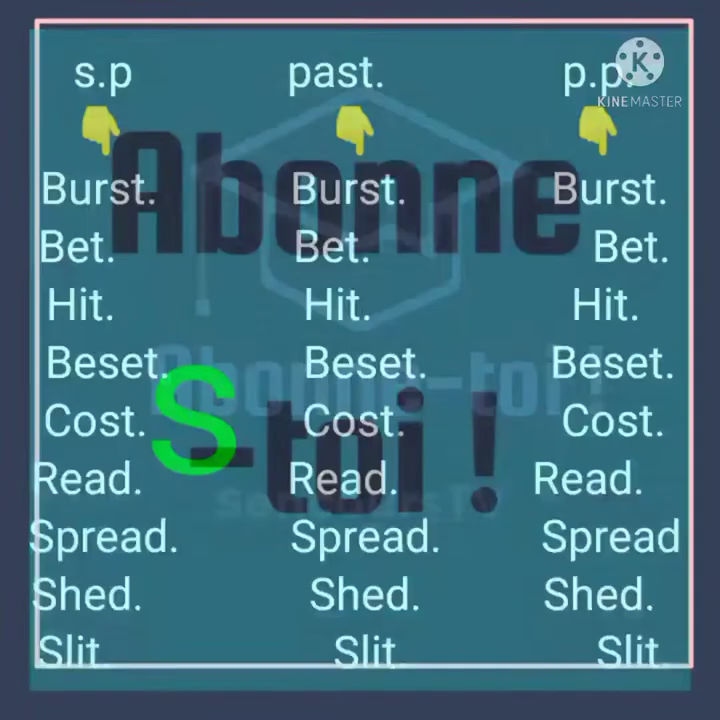 s.p past. p.p.
KINEMASTER
Burst. Burst. Burst.
Abonne
Bet. Bet. Bet.
Hit. Hit. Hit.
Beset. Beset. Beset.
Abonne-toi !
S
Cost. Cost. Cost.
-toi !
Read. Read. Read.
Spread. Spread. Spread
Shed. Shed. Shed.
Slit. Slit Slit.